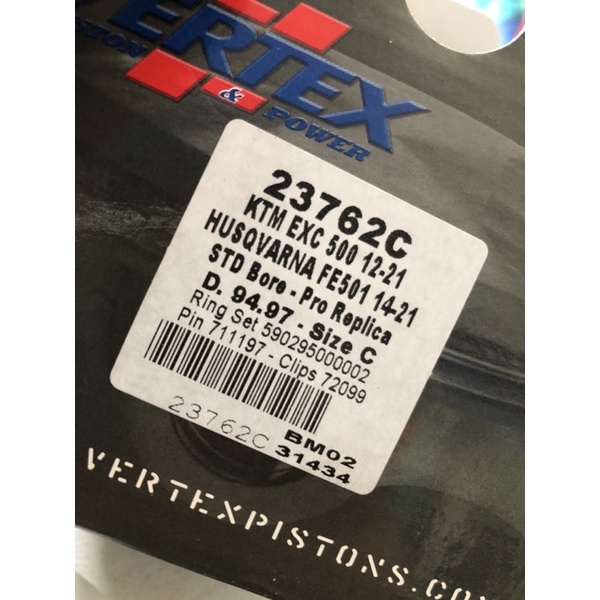 VERTEX
PISTON & POWER
23762C
KTM EXC 500 12-21
HUSQVARNA FE501 14-21
STD Bore - Pro Replica
D. 94.97 - Size C
Ring Set 590295000002
Pin 711197 - Clips 72099
23762C
BM02
31434
VERTEXPISTONS.CO